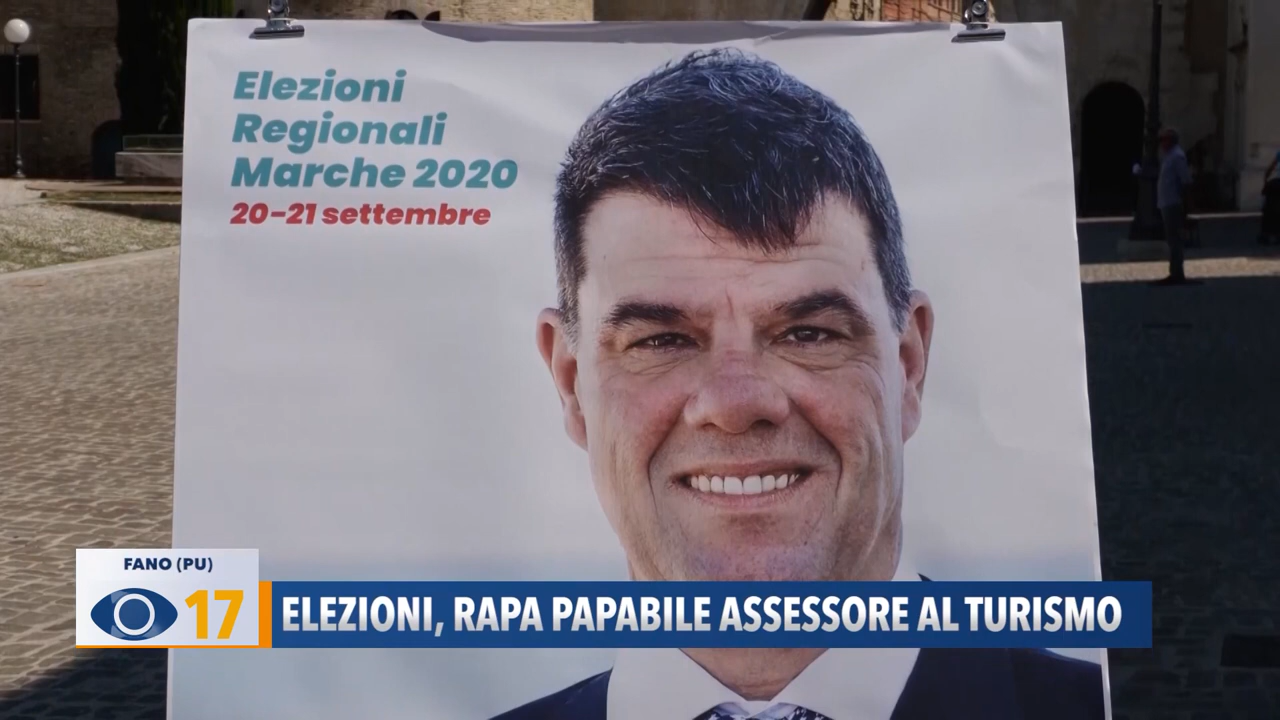 Elezioni
Regionali
Marche 2020
20-21 settembre
FANO (PU)
17
ELEZIONI, RAPA PAPABILE ASSESSORE AL TURISMO